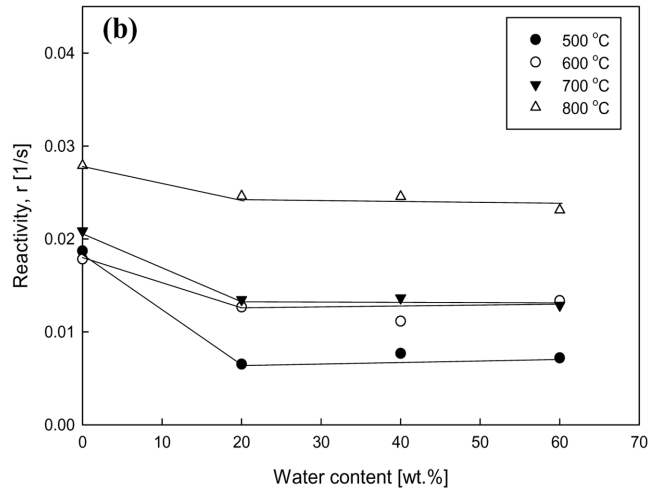 (b)
500 °C
600 °C
700 °C
800 °C
0.04
0.03
0.02
0.01
0.00
Reactivity, r [1/s]
0 10 20 30 40 50 60 70
Water content [wt.%]